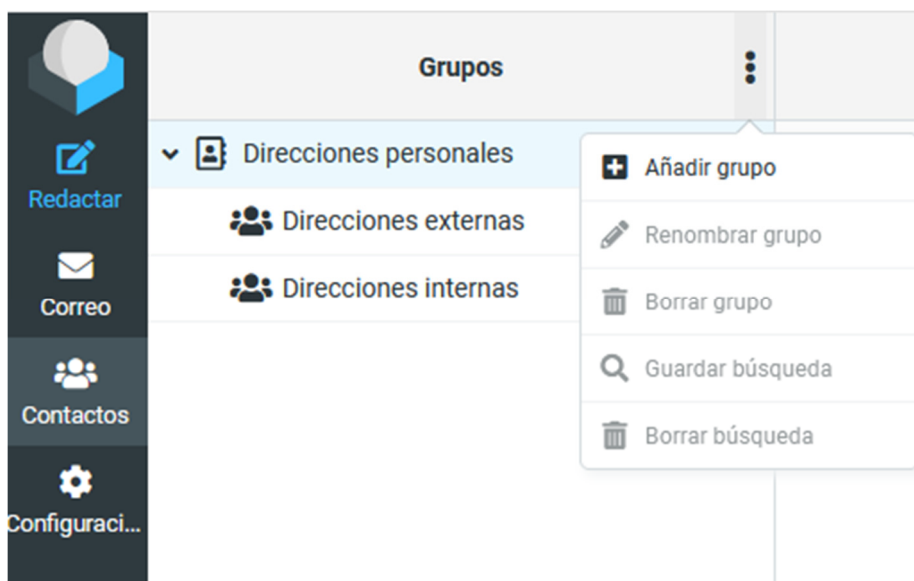 Grupos
Redactar
Correo
Contactos
Configuraci...
Direcciones personales
Direcciones externas
Direcciones internas
Añadir grupo
Renombrar grupo
Borrar grupo
Guardar búsqueda
Borrar búsqueda